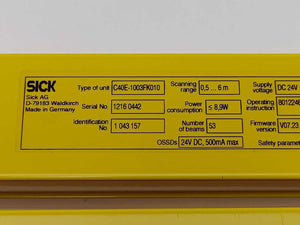 SICK
Sick AG
D-79183 Waldkirch
Made in Germany
Type of unit C40E-1003FK010
Serial No 1216 0442
Identification No. 1 043 157
Scanning range 0,5 ... 6 m
Power consumption ≤ 8,9W
Number of beams 53
OSSDs 24V DC, 500mA max
Supply voltage DC 24V
Operating instruction 8012246
Firmware version V07.23
Safety parameter